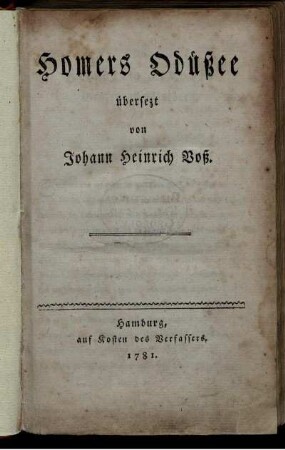 Homers Odüßee
übersezt
von
Johann Heinrich Voß.
Hamburg,
auf Kosten des Verfassers.
1781.